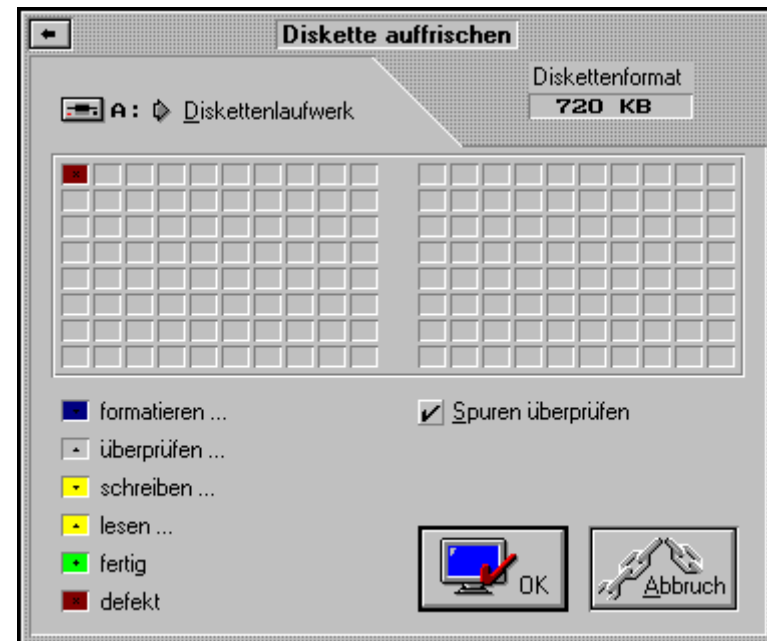 Diskette auffrischen
Diskettenformat
720 KB
A: Diskettenlaufwerk
formatieren ...
Spuren überprüfen
überprüfen ...
schreiben ...
lesen ...
fertig
defekt
OK
Abbruch